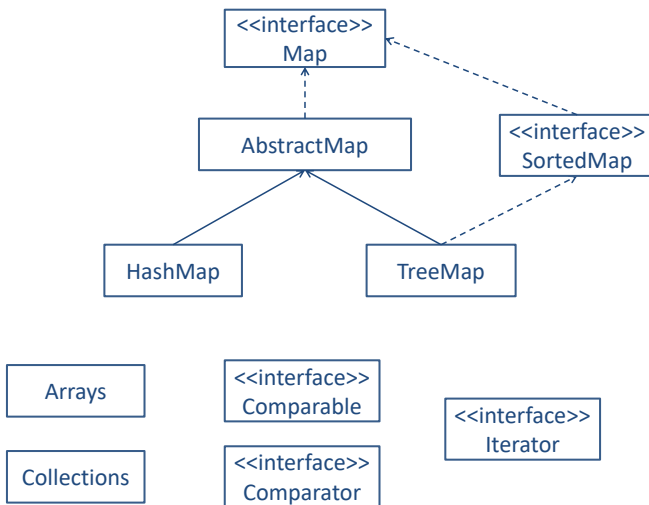 <<interface>>
Map
AbstractMap
<<interface>>
SortedMap
HashMap
TreeMap
Arrays
<<interface>>
Comparable
<<interface>>
Iterator
Collections
<<interface>>
Comparator